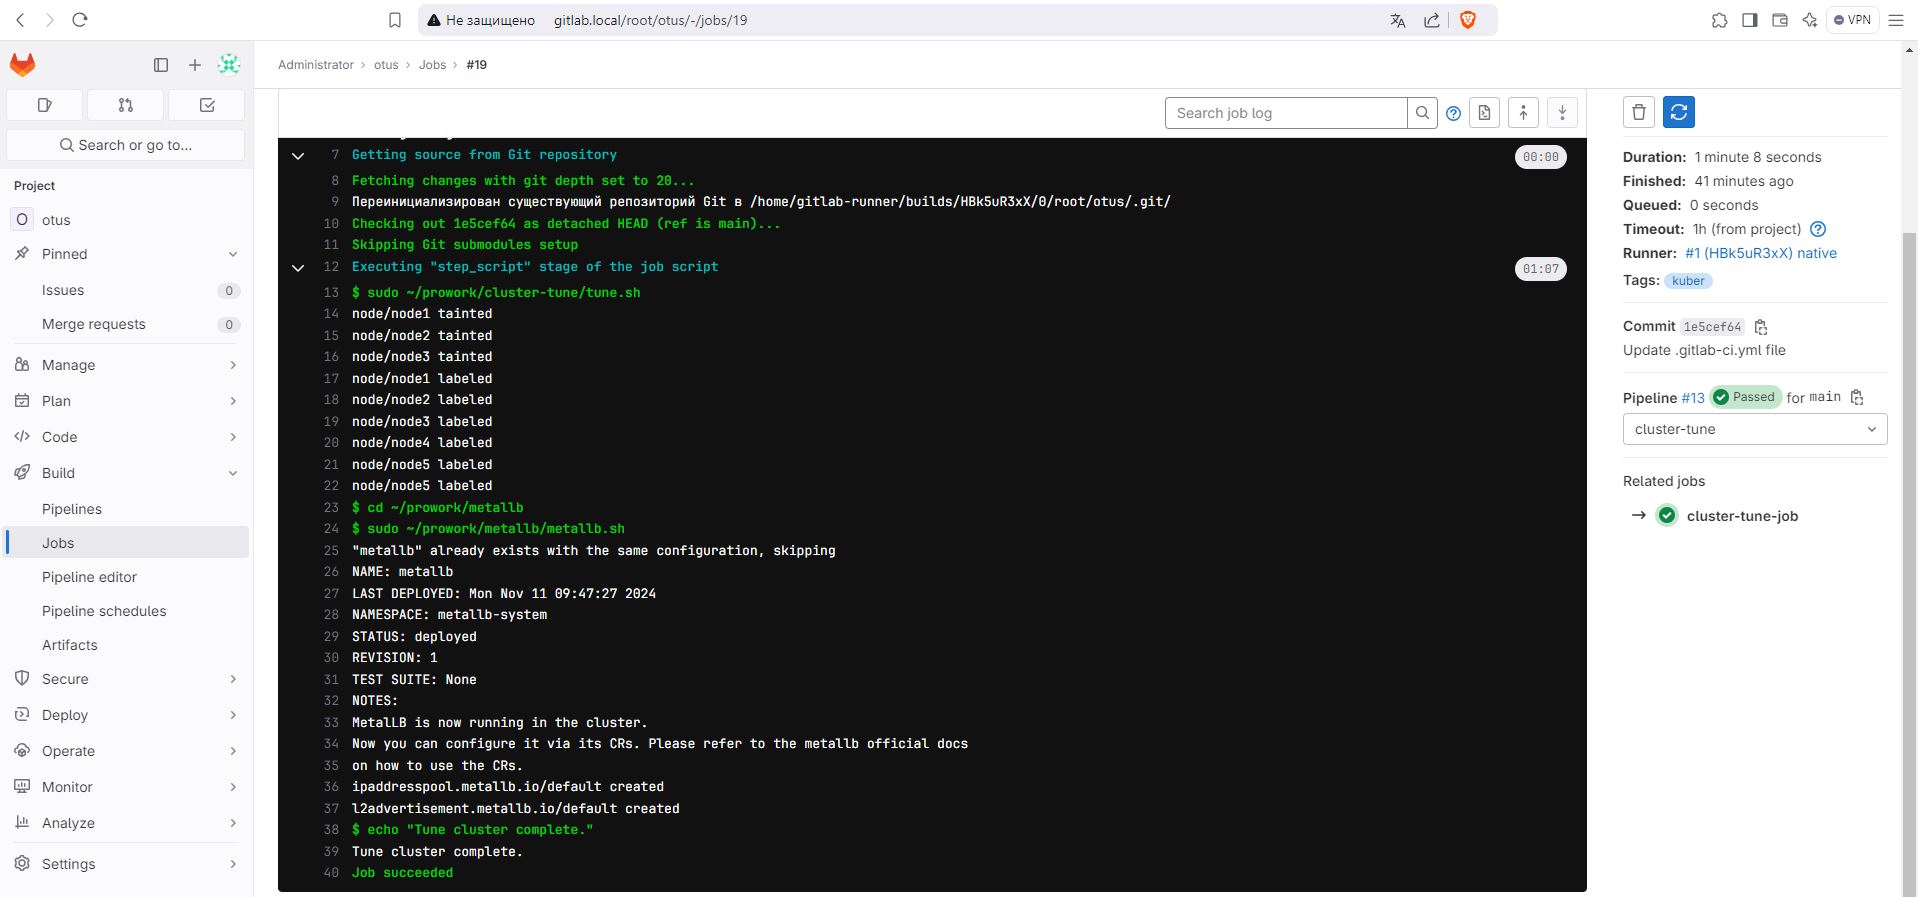 Не защищено gitlab.local/root/otus/-/jobs/19
VPN
Administrator › otus › Jobs › #19
Search or go to...
Project
O otus
Pinned
Issues 0
Merge requests 0
Manage
Plan
Code
Build
Pipelines
Jobs
Pipeline editor
Pipeline schedules
Artifacts
Secure
Deploy
Operate
Monitor
Analyze
Settings
Search job log
7 Getting source from Git repository 00:00
8 Fetching changes with git depth set to 20...
9 Переинициализирован существующий репозиторий Git в /home/gitlab-runner/builds/HBk5uR3xX/0/root/otus/.git/
10 Checking out 1e5cef64 as detached HEAD (ref is main)...
11 Skipping Git submodules setup
12 Executing "step_script" stage of the job script 01:07
13 $ sudo ~/prowork/cluster-tune/tune.sh
14 node/node1 tainted
15 node/node2 tainted
16 node/node3 tainted
17 node/node1 labeled
18 node/node2 labeled
19 node/node3 labeled
20 node/node4 labeled
21 node/node5 labeled
22 node/node5 labeled
23 $ cd ~/prowork/metallb
24 $ sudo ~/prowork/metallb/metallb.sh
25 "metallb" already exists with the same configuration, skipping
26 NAME: metallb
27 LAST DEPLOYED: Mon Nov 11 09:47:27 2024
28 NAMESPACE: metallb-system
29 STATUS: deployed
30 REVISION: 1
31 TEST SUITE: None
32 NOTES:
33 MetalLB is now running in the cluster.
34 Now you can configure it via its CRs. Please refer to the metallb official docs
35 on how to use the CRs.
36 ipaddresspool.metallb.io/default created
37 l2advertisement.metallb.io/default created
38 $ echo "Tune cluster complete."
39 Tune cluster complete.
40 Job succeeded
Duration: 1 minute 8 seconds
Finished: 41 minutes ago
Queued: 0 seconds
Timeout: 1h (from project)
Runner: #1 (HBk5uR3xX) native
Tags: kuber
Commit 1e5cef64
Update .gitlab-ci.yml file
Pipeline #13 Passed for main
cluster-tune
Related jobs
→ cluster-tune-job